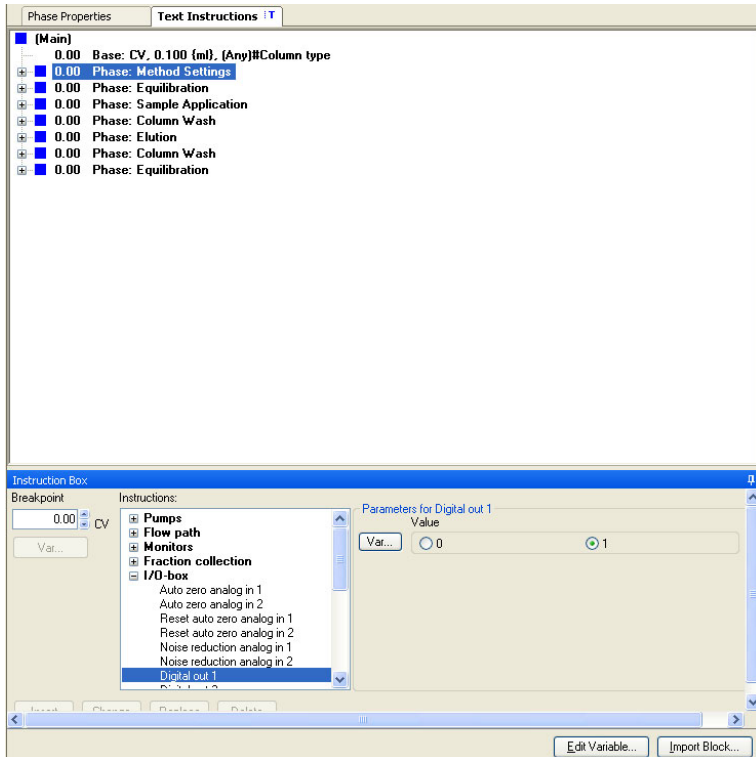 Phase Properties
Text Instructions T
(Main)
0.00 Base: CV, 0.100 {ml}, (Any)#Column type
0.00 Phase: Method Settings
0.00 Phase: Equilibration
0.00 Phase: Sample Application
0.00 Phase: Column Wash
0.00 Phase: Elution
0.00 Phase: Column Wash
0.00 Phase: Equilibration
Instruction Box
Breakpoint
0.00 CV
Var...
Instructions:
Pumps
Flow path
Monitors
Fraction collection
I/O-box
Auto zero analog in 1
Auto zero analog in 2
Reset auto zero analog in 1
Reset auto zero analog in 2
Noise reduction analog in 1
Noise reduction analog in 2
Digital out 1
Parameters for Digital out 1
Value
Var... 0 1
Edit Variable... Import Block...